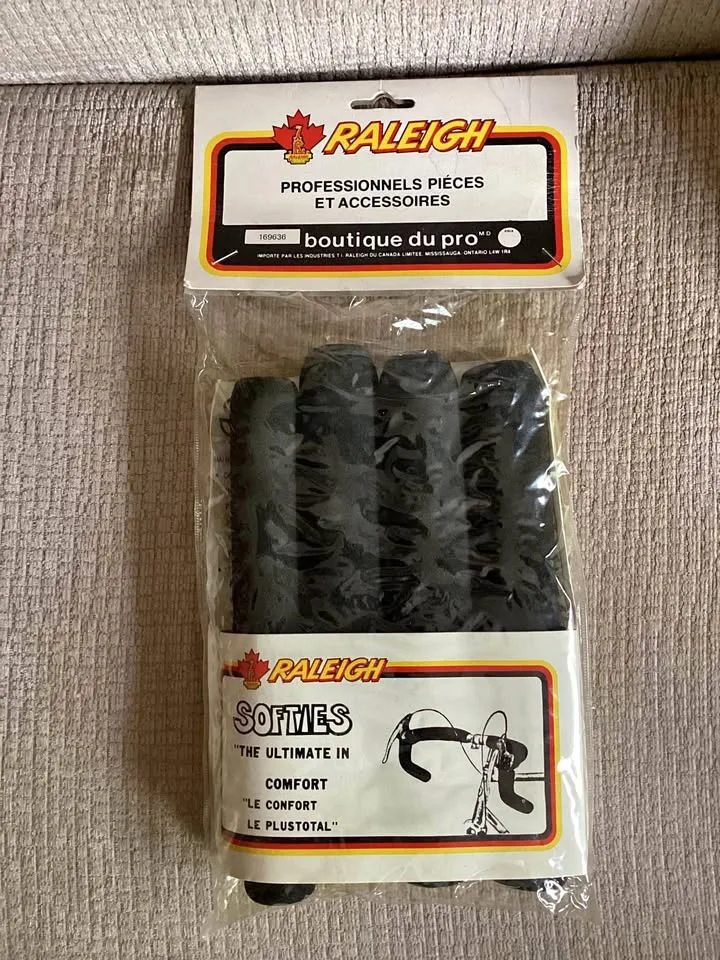 RALEIGH
PROFESSIONNELS PIÉCES
ET ACCESSOIRES
169636 boutique du pro MD
IMPORTE PAR LES INDUSTRIES T I. RALEIGH DU CANADA LIMITEE. MISSISSAUGA. ONTARIO L4W 1R4
RALEIGH
SOFTIES
"THE ULTIMATE IN
COMFORT
"LE CONFORT
LE PLUSTOTAL"